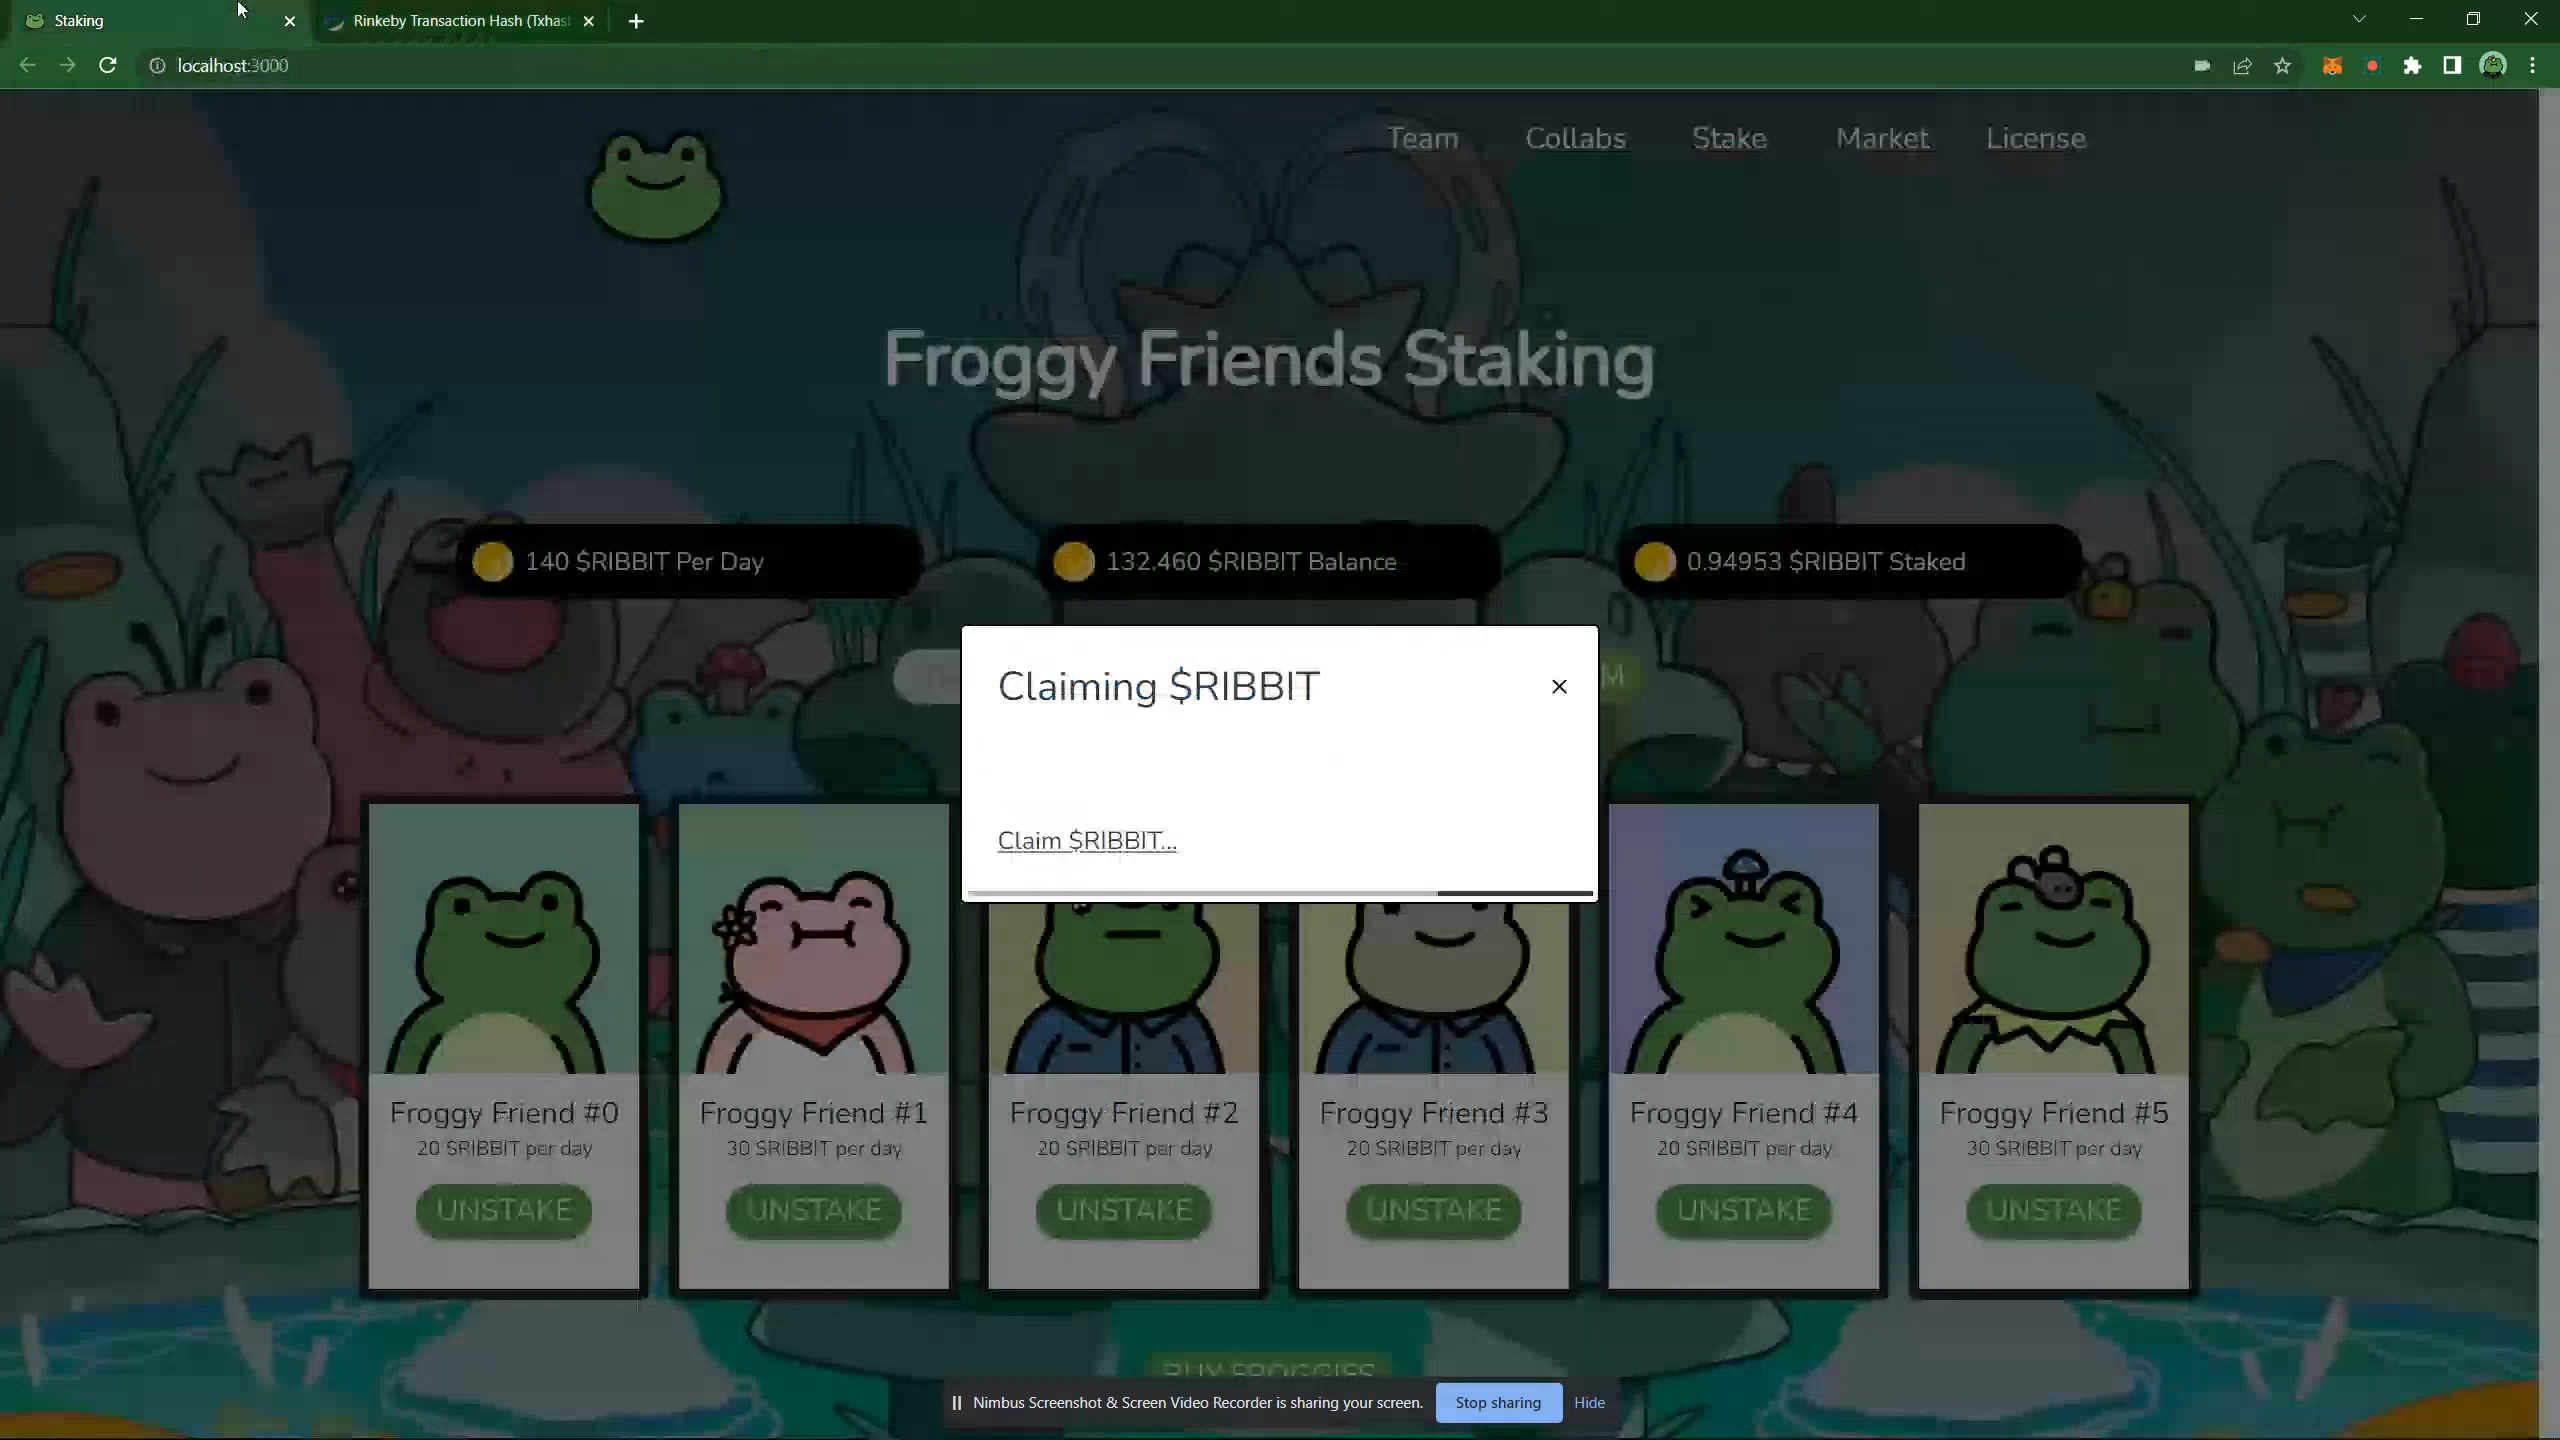 Staking
Rinkeby Transaction Hash (Txhas
localhost:3000
Team
Collabs
Stake
Market
License
Froggy Friends Staking
140 $RIBBIT Per Day
132.460 $RIBBIT Balance
0.94953 $RIBBIT Staked
Claiming $RIBBIT
Claim $RIBBIT...
Froggy Friend #0
20 $RIBBIT per day
UNSTAKE
Froggy Friend #1
30 $RIBBIT per day
UNSTAKE
Froggy Friend #2
20 $RIBBIT per day
UNSTAKE
Froggy Friend #3
20 $RIBBIT per day
UNSTAKE
Froggy Friend #4
20 $RIBBIT per day
UNSTAKE
Froggy Friend #5
30 $RIBBIT per day
UNSTAKE
BUY FROGGIES
Nimbus Screenshot & Screen Video Recorder is sharing your screen.
Stop sharing
Hide